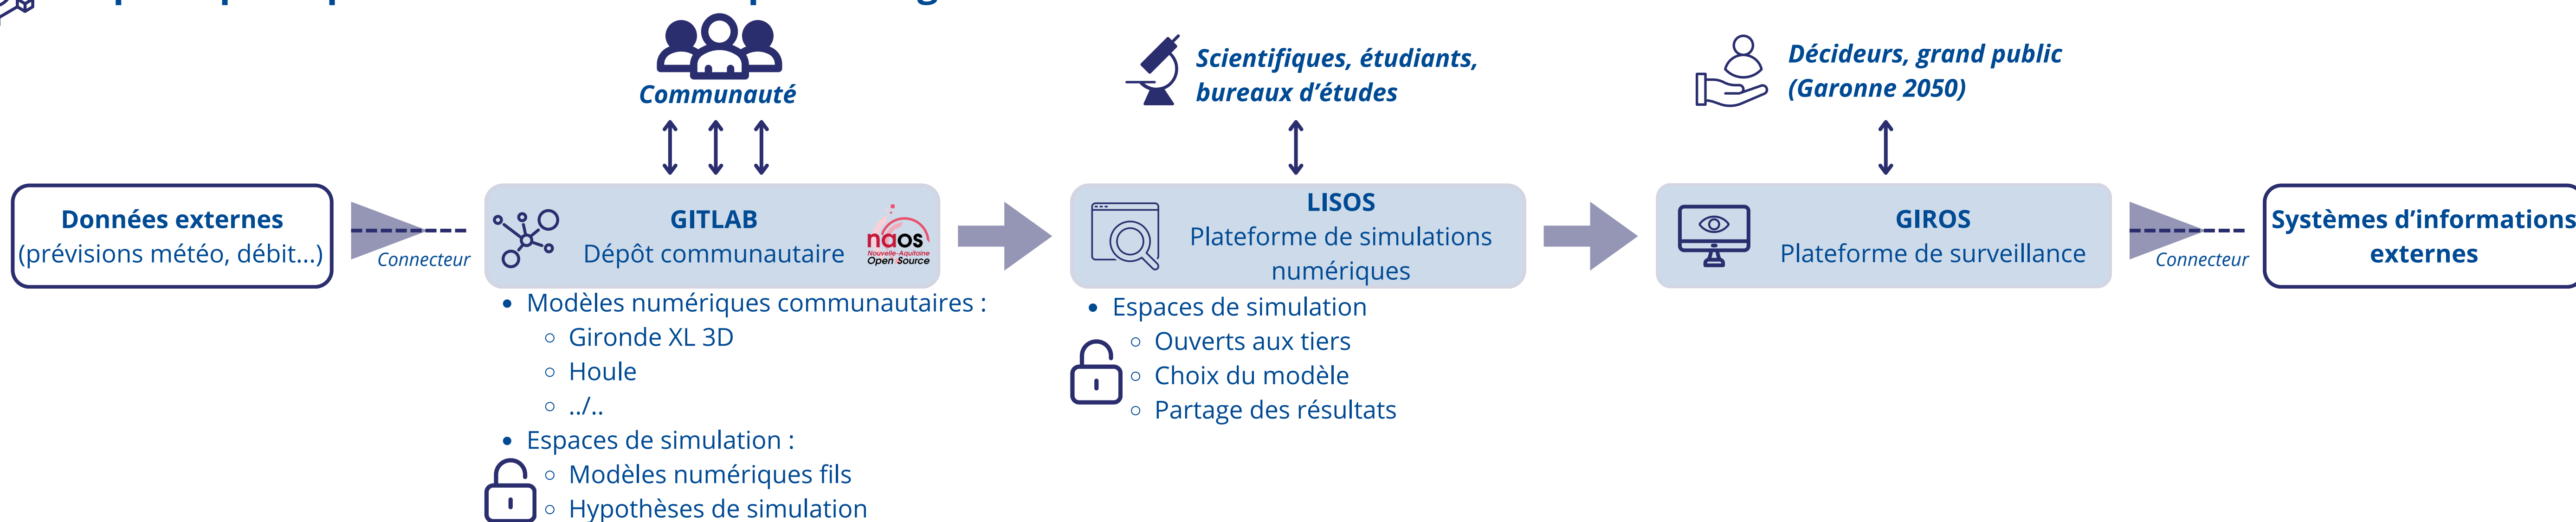 Communauté
Scientifiques, étudiants,
bureaux d'études
Décideurs, grand public
(Garonne 2050)
Données externes
(prévisions météo, débit...)
Connecteur
GITLAB
Dépôt communautaire
naos
Nouvelle-Aquitaine
Open Source
LISOS
Plateforme de simulations
numériques
GIROS
Plateforme de surveillance
Connecteur
Systèmes d'informations
externes
• Modèles numériques communautaires :
◦ Gironde XL 3D
◦ Houle
◦ ../..
• Espaces de simulation :
◦ Modèles numériques fils
◦ Hypothèses de simulation
• Espaces de simulation
◦ Ouverts aux tiers
◦ Choix du modèle
◦ Partage des résultats